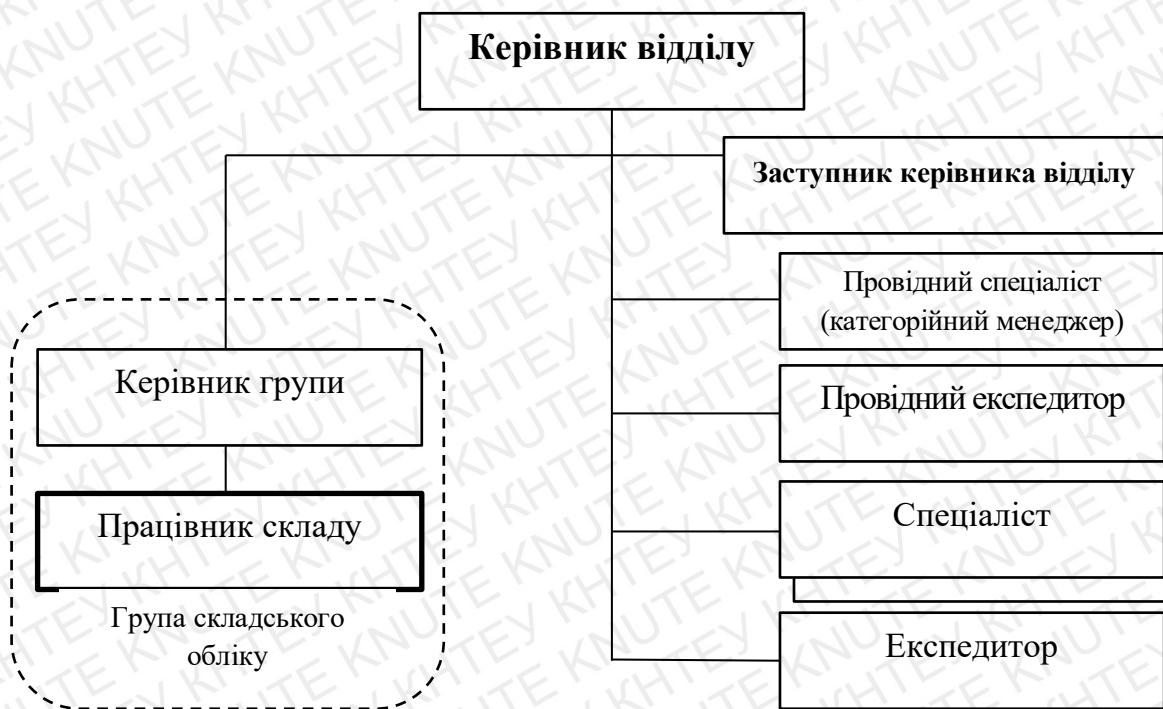 Керівник відділу
Заступник керівника відділу
Провідний спеціаліст
(категорійний менеджер)
Керівник групи
Провідний експедитор
Працівник складу
Спеціаліст
Група складського
обліку
Експедитор